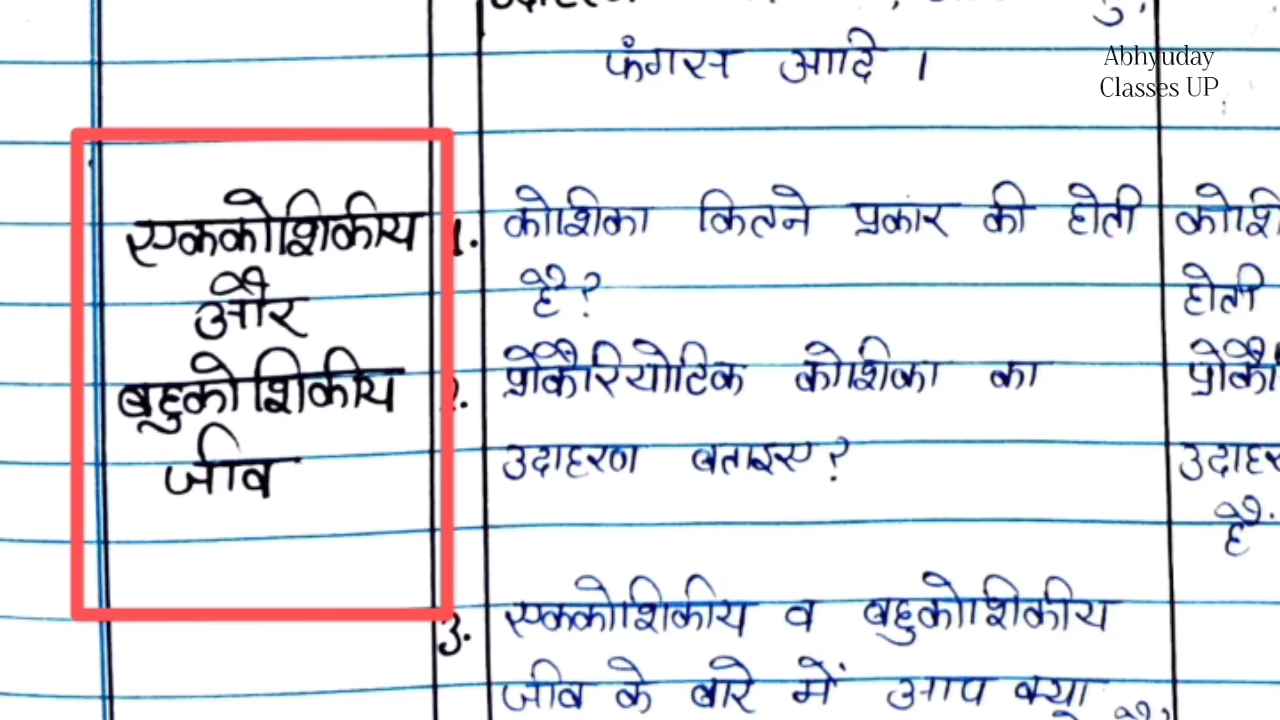 फंगस आदि ।
Abhyuday
Classes UP
एककोशिकीय
और
बहुकोशिकीय
जीव
1. कोशिका कितने प्रकार की होती
है?
2. प्रोकैरियोटिक कोशिका का
उदाहरण बताइए?
3. एककोशिकीय व बहुकोशिकीय
जीव के बारे में आप क्या
होती
है